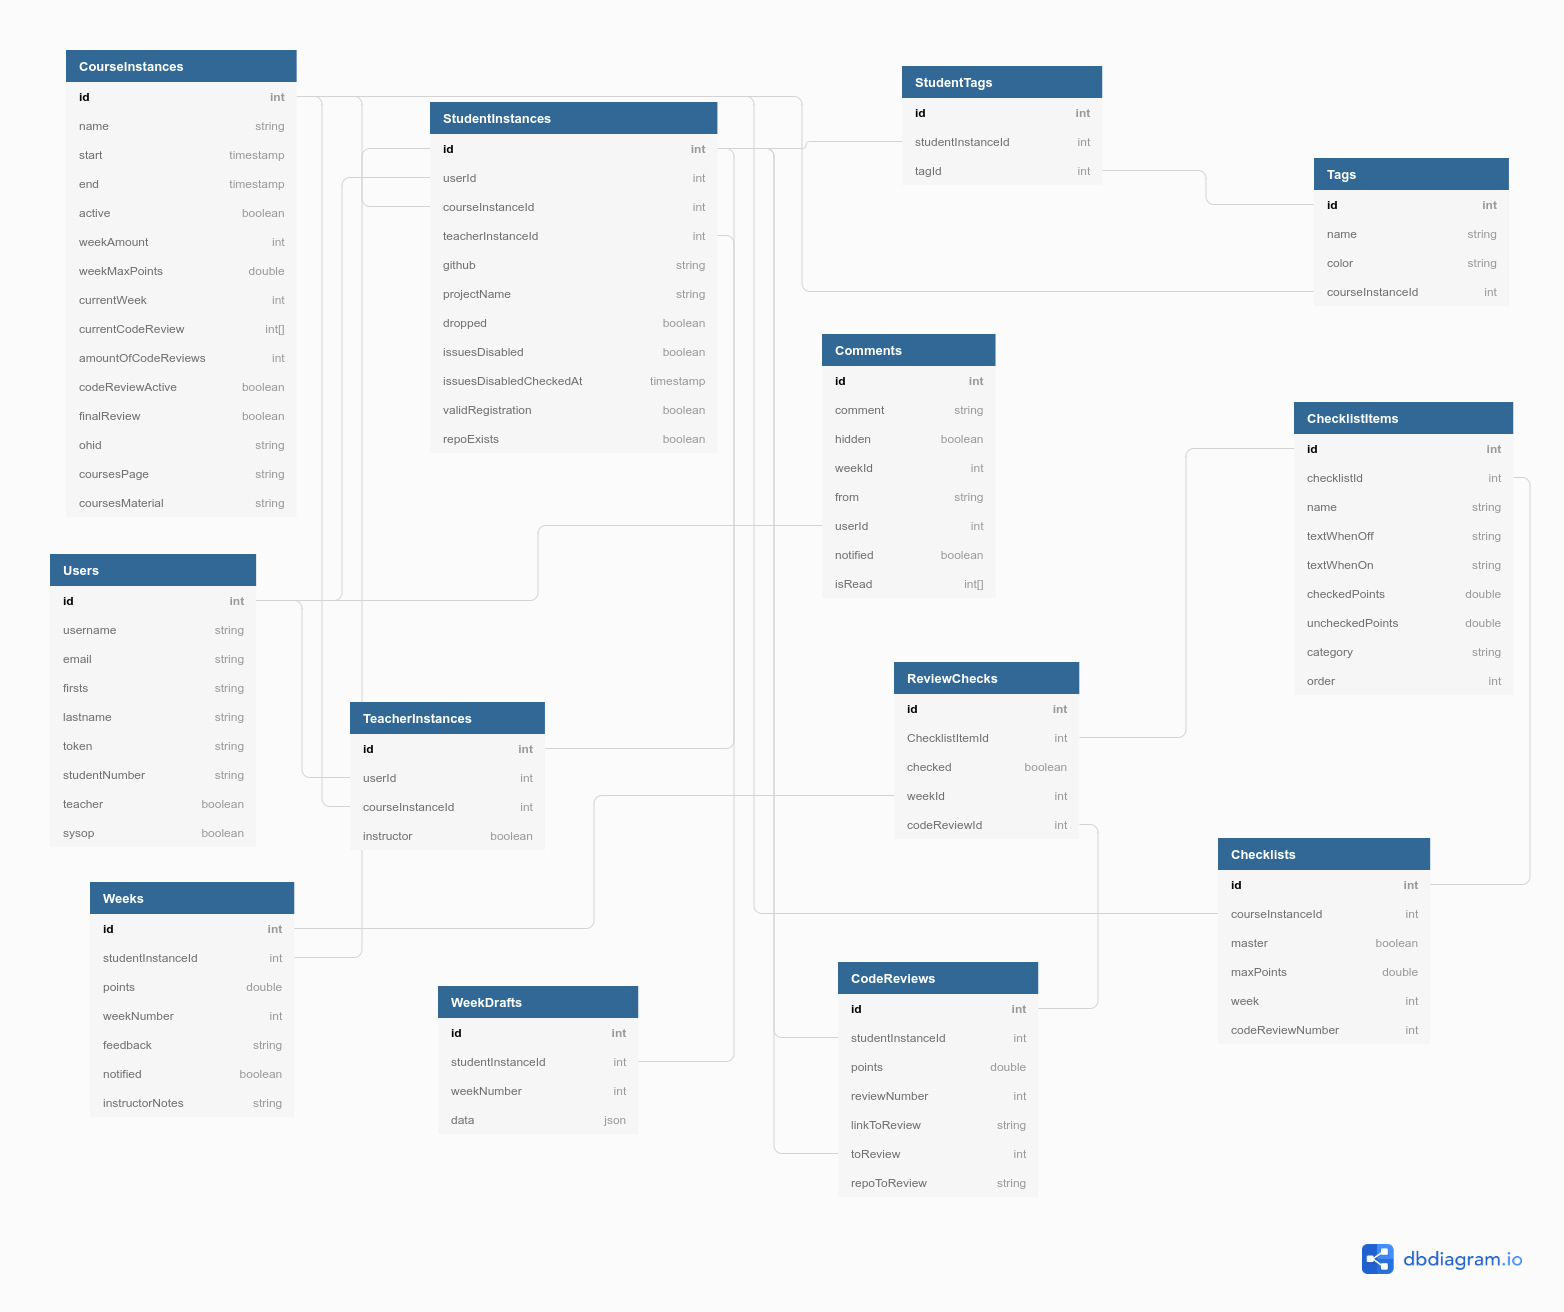 CourseInstances
id int
name string
start timestamp
end timestamp
active boolean
weekAmount int
weekMaxPoints double
currentWeek int
currentCodeReview int[]
amountOfCodeReviews int
codeReviewActive boolean
finalReview boolean
ohid string
coursesPage string
coursesMaterial string
StudentInstances
id int
userId int
courseInstanceId int
teacherInstanceId int
github string
projectName string
dropped boolean
issuesDisabled boolean
issuesDisabledCheckedAt timestamp
validRegistration boolean
repoExists boolean
StudentTags
id int
studentInstanceId int
tagId int
Tags
id int
name string
color string
courseInstanceId int
Comments
id int
comment string
hidden boolean
weekId int
from string
userId int
notified boolean
isRead int[]
ChecklistItems
id int
checklistId int
name string
textWhenOff string
textWhenOn string
checkedPoints double
uncheckedPoints double
category string
order int
Users
id int
username string
email string
firsts string
lastname string
token string
studentNumber string
teacher boolean
sysop boolean
TeacherInstances
id int
userId int
courseInstanceId int
instructor boolean
ReviewChecks
id int
ChecklistItemId int
checked boolean
weekId int
codeReviewId int
Checklists
id int
courseInstanceId int
master boolean
maxPoints double
week int
codeReviewNumber int
Weeks
id int
studentInstanceId int
points double
weekNumber int
feedback string
notified boolean
instructorNotes string
WeekDrafts
id int
studentInstanceId int
weekNumber int
data json
CodeReviews
id int
studentInstanceId int
points double
reviewNumber int
linkToReview string
toReview int
repoToReview string
dbdiagram.io